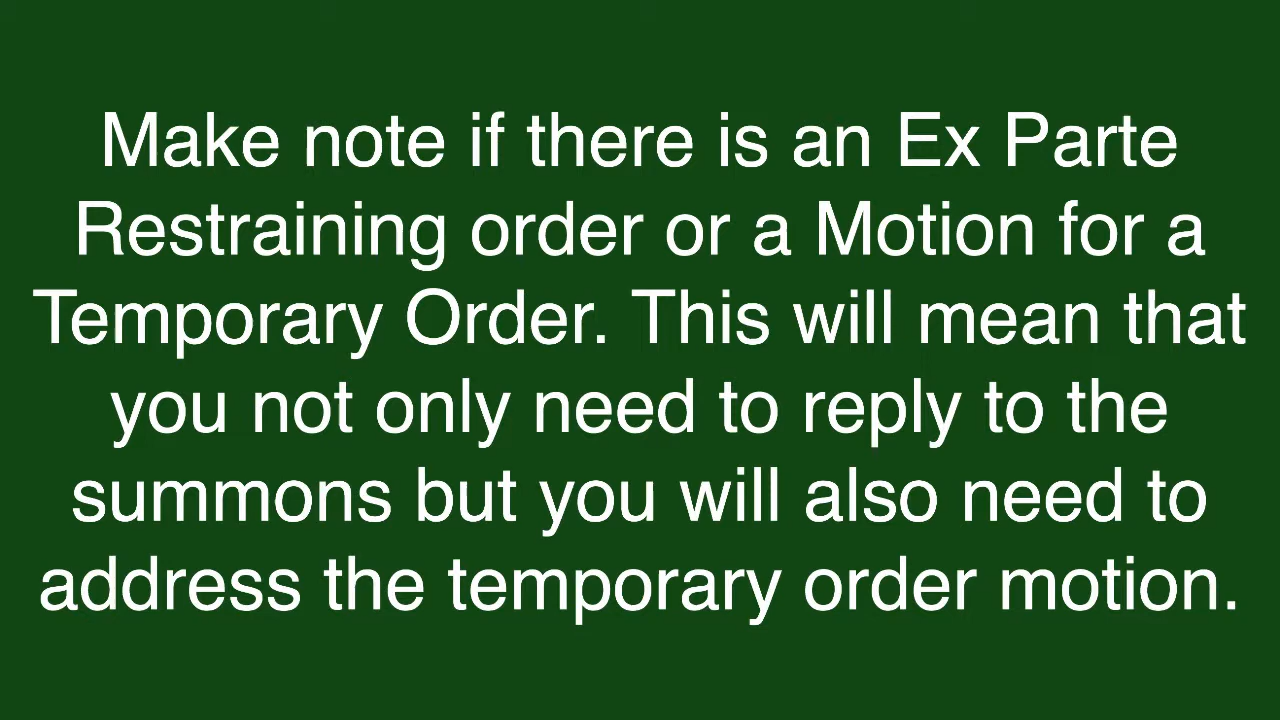 Make note if there is an Ex Parte
Restraining order or a Motion for a
Temporary Order. This will mean that
you not only need to reply to the
summons but you will also need to
address the temporary order motion.